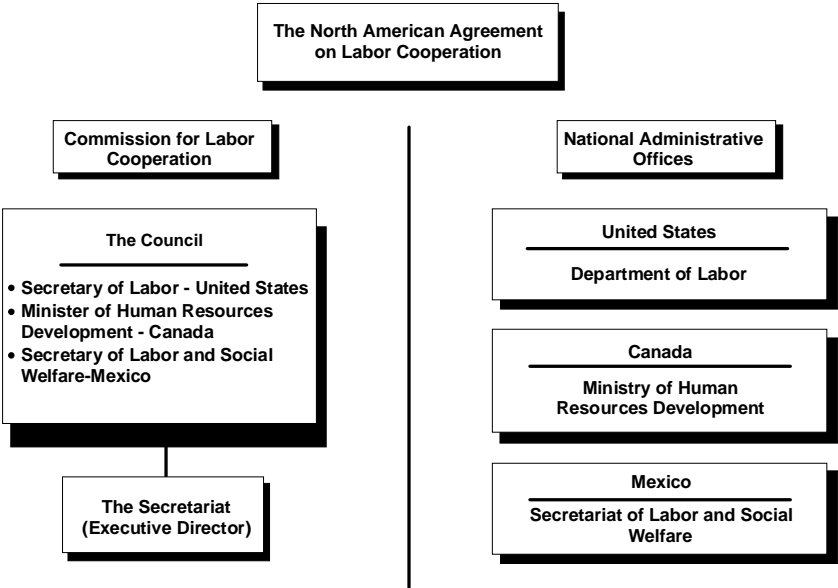 The North American Agreement
on Labor Cooperation
Commission for Labor
Cooperation
The Council
• Secretary of Labor - United States
• Minister of Human Resources
Development - Canada
• Secretary of Labor and Social
Welfare-Mexico
The Secretariat
(Executive Director)
National Administrative
Offices
United States
Department of Labor
Canada
Ministry of Human
Resources Development
Mexico
Secretariat of Labor and Social
Welfare